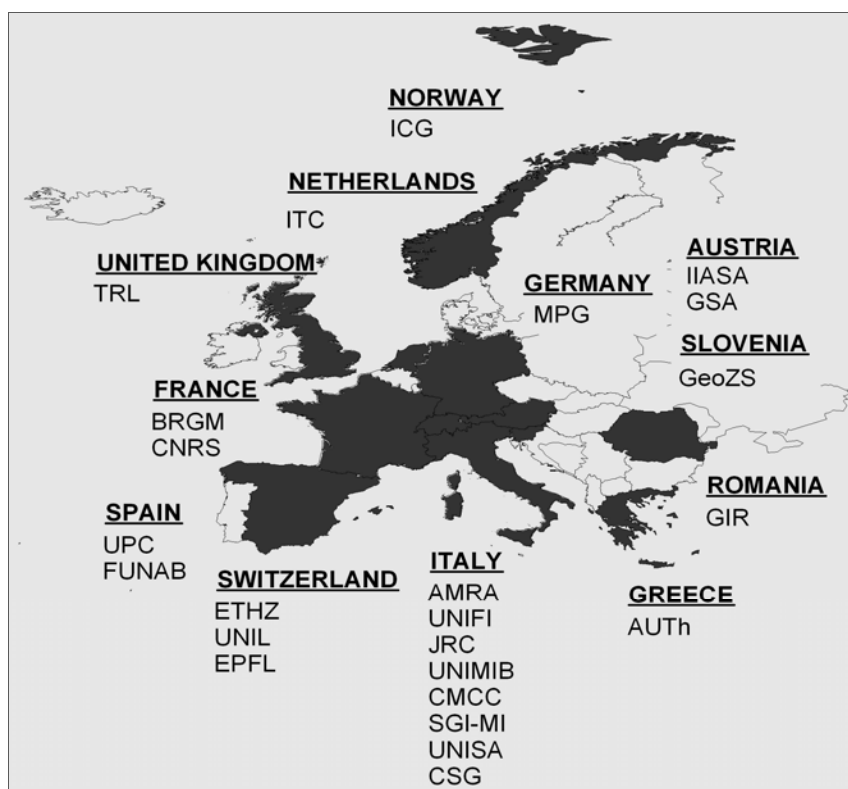 NORWAY
ICG
NETHERLANDS
ITC
UNITED KINGDOM
TRL
GERMANY
MPG
AUSTRIA
IIASA
GSA
SLOVENIA
GeoZS
FRANCE
BRGM
CNRS
ROMANIA
GIR
SPAIN
UPC
FUNAB
SWITZERLAND
ETHZ
UNIL
EPFL
ITALY
AMRA
UNIFI
JRC
UNIMIB
CMCC
SGI-MI
UNISA
CSG
GREECE
AUTh